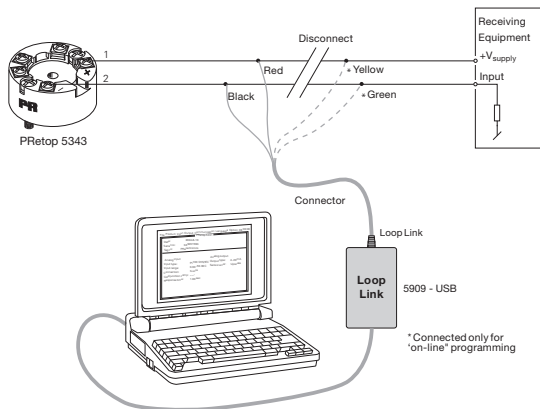 Receiving
Equipment
+Vsupply
Input
Disconnect
1
2
Red
Black
* Yellow
* Green
PR
PRetop 5343
Connector
Loop Link
Loop
Link
5909 - USB
* Connected only for
'on-line" programming